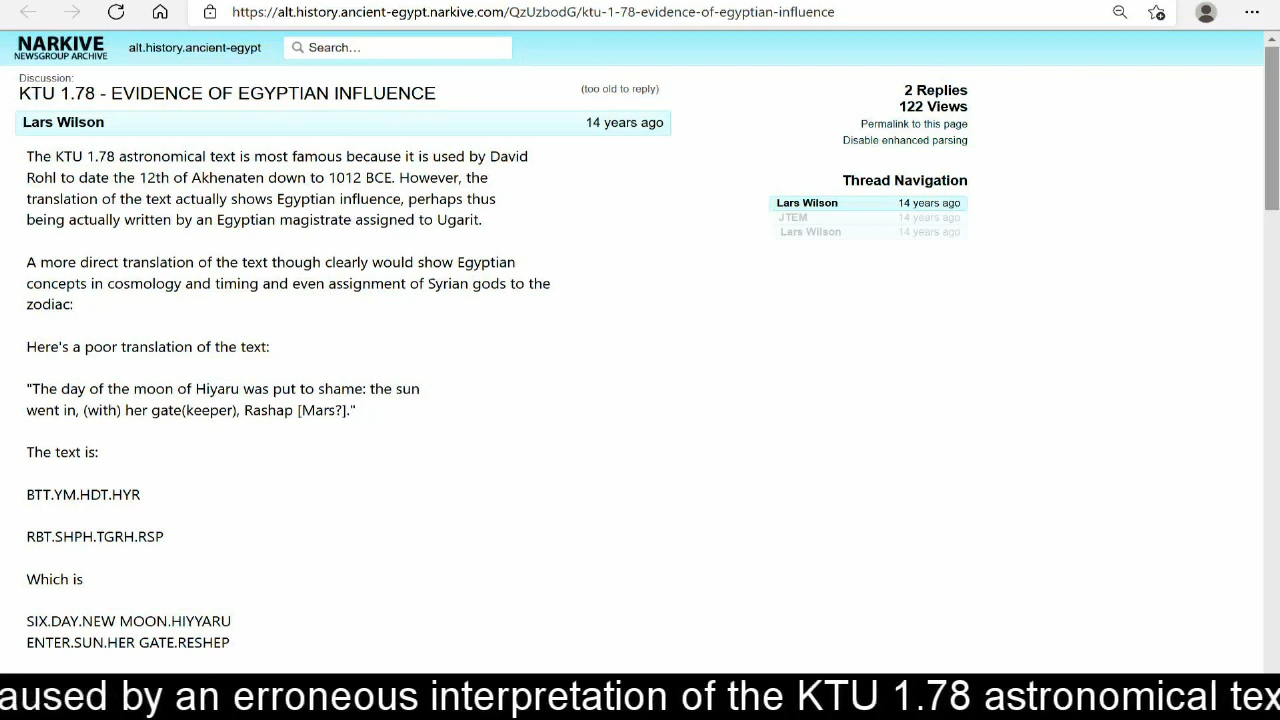 https://alt.history.ancient-egypt.narkive.com/QzUzbodG/ktu-1-78-evidence-of-egyptian-influence
NARKIVE
NEWSGROUP ARCHIVE
alt.history.ancient-egypt
Search...
Discussion:
KTU 1.78 - EVIDENCE OF EGYPTIAN INFLUENCE
(too old to reply)
Lars Wilson
14 years ago
The KTU 1.78 astronomical text is most famous because it is used by David
Rohl to date the 12th of Akhenaten down to 1012 BCE. However, the
translation of the text actually shows Egyptian influence, perhaps thus
being actually written by an Egyptian magistrate assigned to Ugarit.
A more direct translation of the text though clearly would show Egyptian
concepts in cosmology and timing and even assignment of Syrian gods to the
zodiac:
Here's a poor translation of the text:
"The day of the moon of Hiyaru was put to shame: the sun
went in, (with) her gate(keeper), Rashap [Mars?]."
The text is:
BTT.YM.HDT.HYR
RBT.SHPH.TGRH.RSP
Which is
SIX.DAY.NEW MOON.HIYYARU
ENTER.SUN.HER GATE.RESHEP
2 Replies
122 Views
Permalink to this page
Disable enhanced parsing
Thread Navigation
Lars Wilson 14 years ago
JTEM 14 years ago
Lars Wilson 14 years ago
aused by an erroneous interpretation of the KTU 1.78 astronomical tex